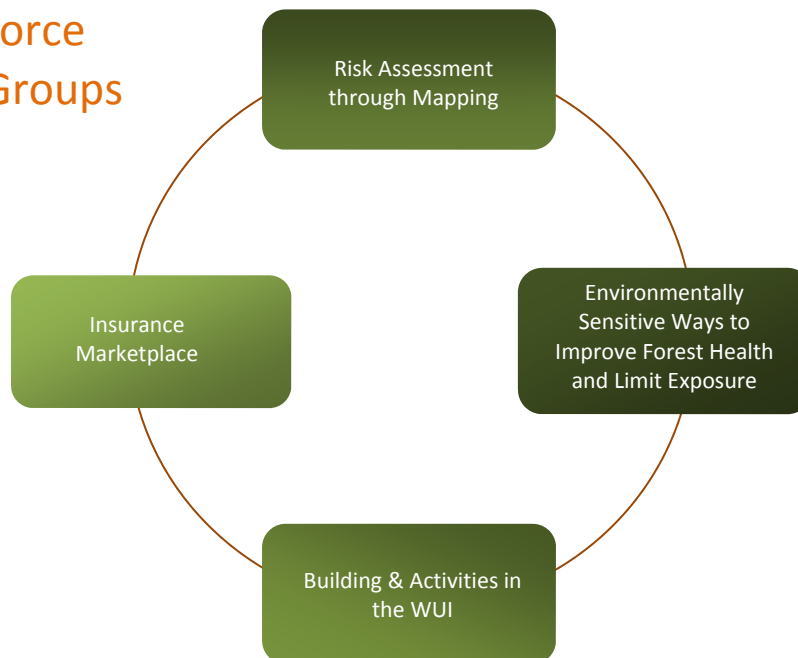 orce
Groups
Risk Assessment
through Mapping
Insurance
Marketplace
Environmentally
Sensitive Ways to
Improve Forest Health
and Limit Exposure
Building & Activities in
the WUI